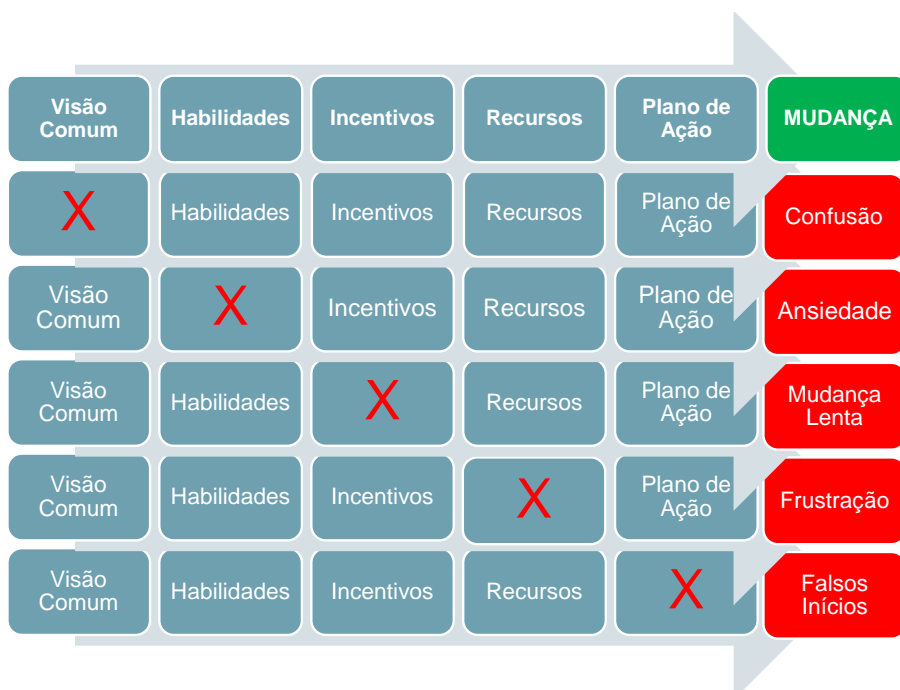 Visão Comum Habilidades Incentivos Recursos Plano de Ação MUDANÇA
X Habilidades Incentivos Recursos Plano de Ação Confusão
Visão Comum X Incentivos Recursos Plano de Ação Ansiedade
Visão Comum Habilidades X Recursos Plano de Ação Mudança Lenta
Visão Comum Habilidades Incentivos X Plano de Ação Frustração
Visão Comum Habilidades Incentivos Recursos X Falsos Inícios